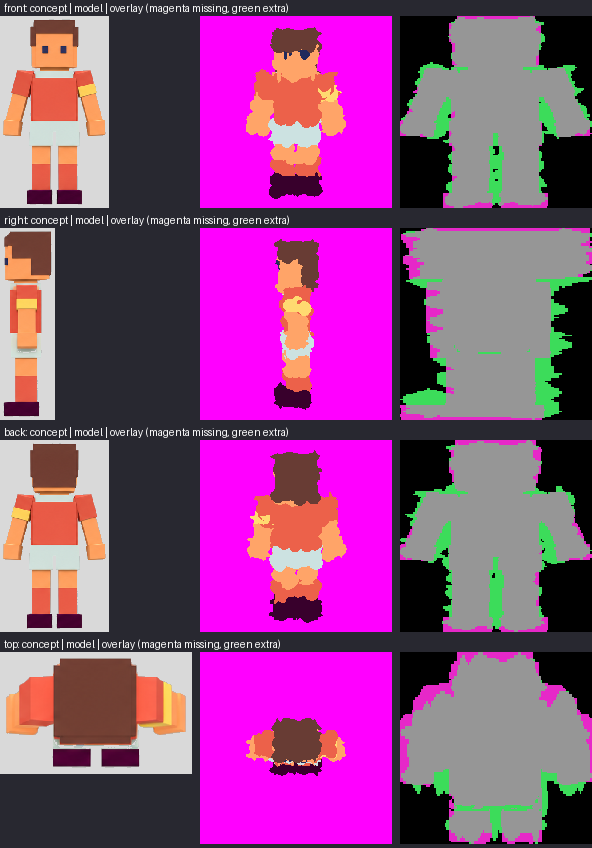 front: concept | model | overlay (magenta missing, green extra)
right: concept | model | overlay (magenta missing, green extra)
back: concept | model | overlay (magenta missing, green extra)
top: concept | model | overlay (magenta missing, green extra)